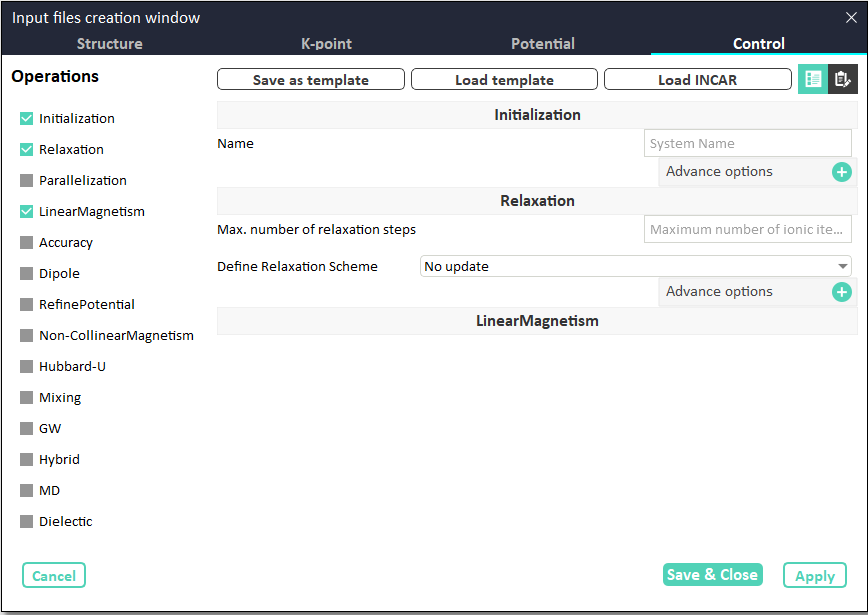 Input files creation window
Structure K-point Potential Control
Operations
Save as template Load template Load INCAR
Initialization
Relaxation
Parallelization
LinearMagnetism
Accuracy
Dipole
RefinePotential
Non-CollinearMagnetism
Hubbard-U
Mixing
GW
Hybrid
MD
Dielectic
Initialization
Name System Name
Advance options
Relaxation
Max. number of relaxation steps Maximum number of ionic ite...
Define Relaxation Scheme No update
Advance options
LinearMagnetism
Cancel Save & Close Apply